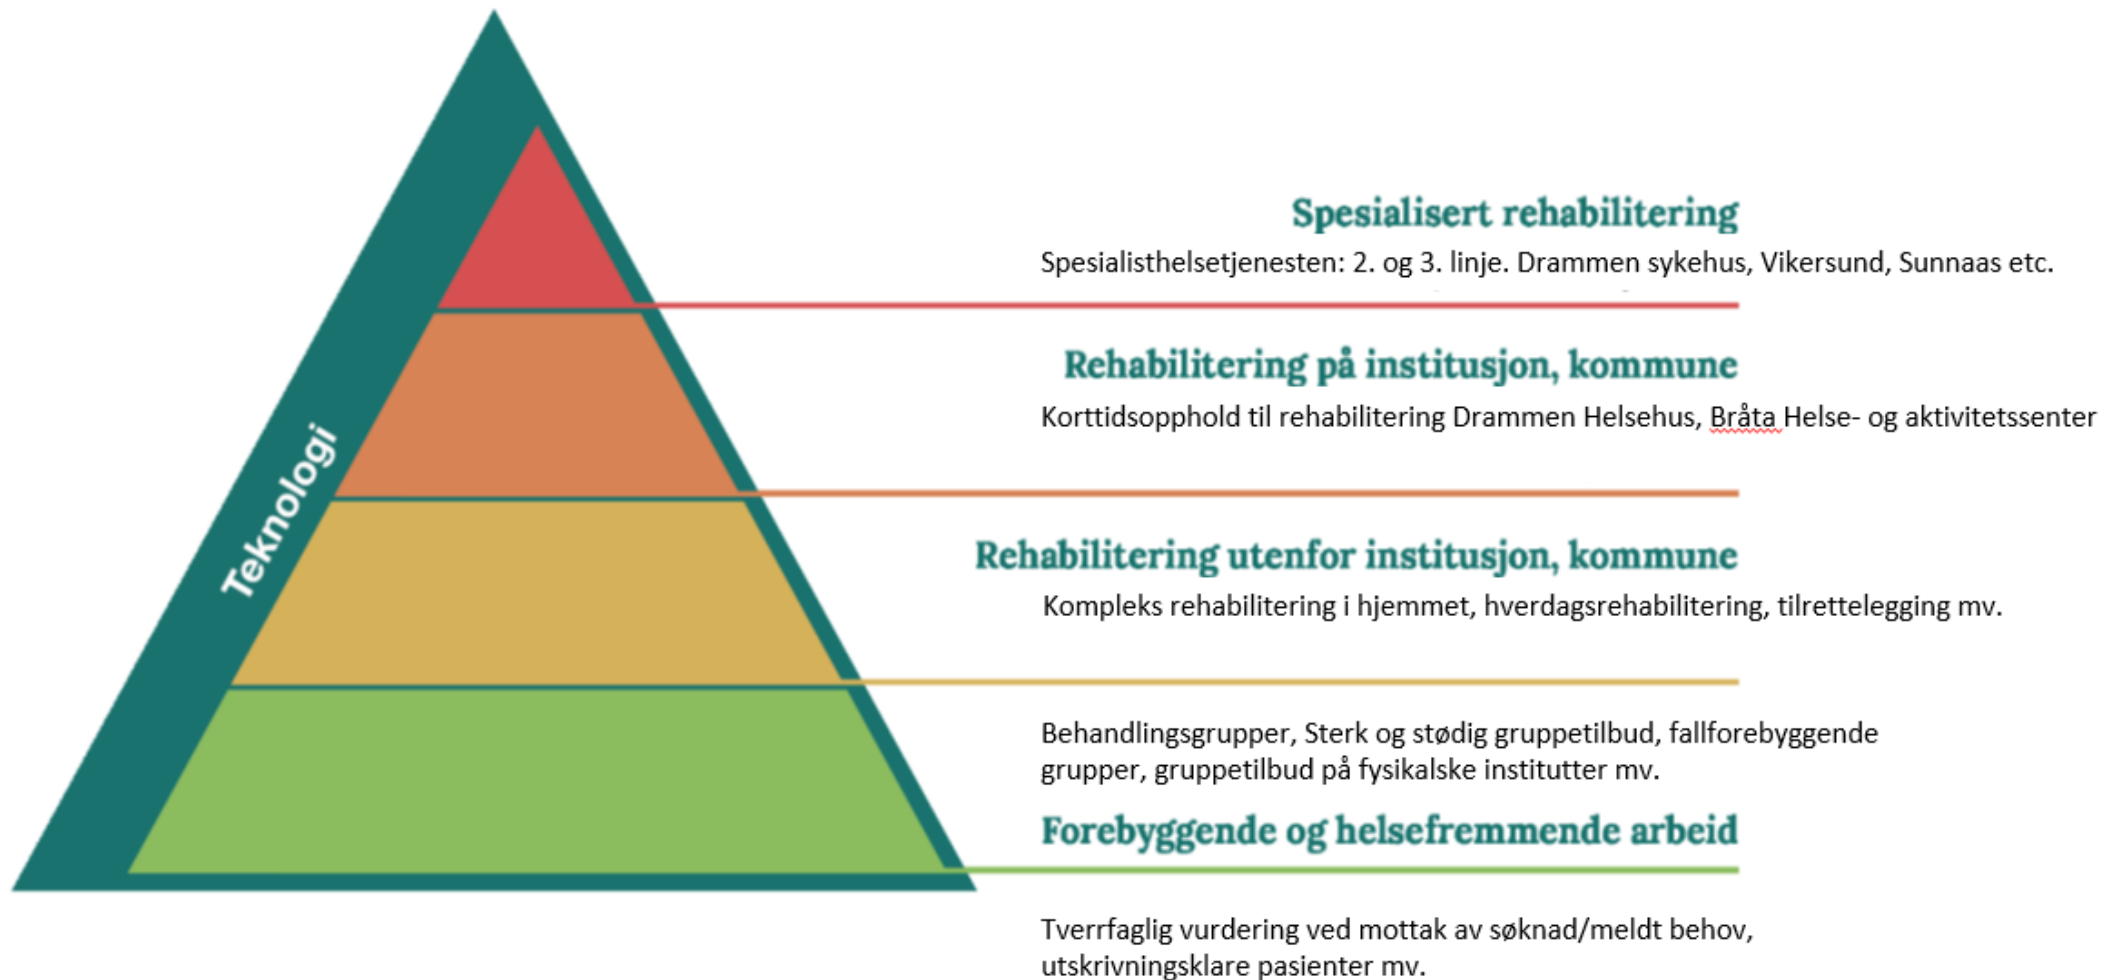 Spesialisert rehabilitering
Spesialisthelsetjenesten: 2. og 3. linje. Drammen sykehus, Vikersund, Sunnaas etc.
Rehabilitering på institusjon, kommune
Korttidsopphold til rehabilitering Drammen Helsehus, Bråta Helse- og aktivitetssenter
Teknologi
Rehabilitering utenfor institusjon, kommune
Kompleks rehabilitering i hjemmet, hverdagsrehabilitering, tilrettelegging mv.
Behandlingsgrupper, Sterk og stødig gruppetilbud, fallforebyggende
grupper, gruppetilbud på fysikalske institutter mv.
Forebyggende og helsefremmende arbeid
Tverrfaglig vurdering ved mottak av søknad/meldt behov,
utskrivningsklare pasienter mv.